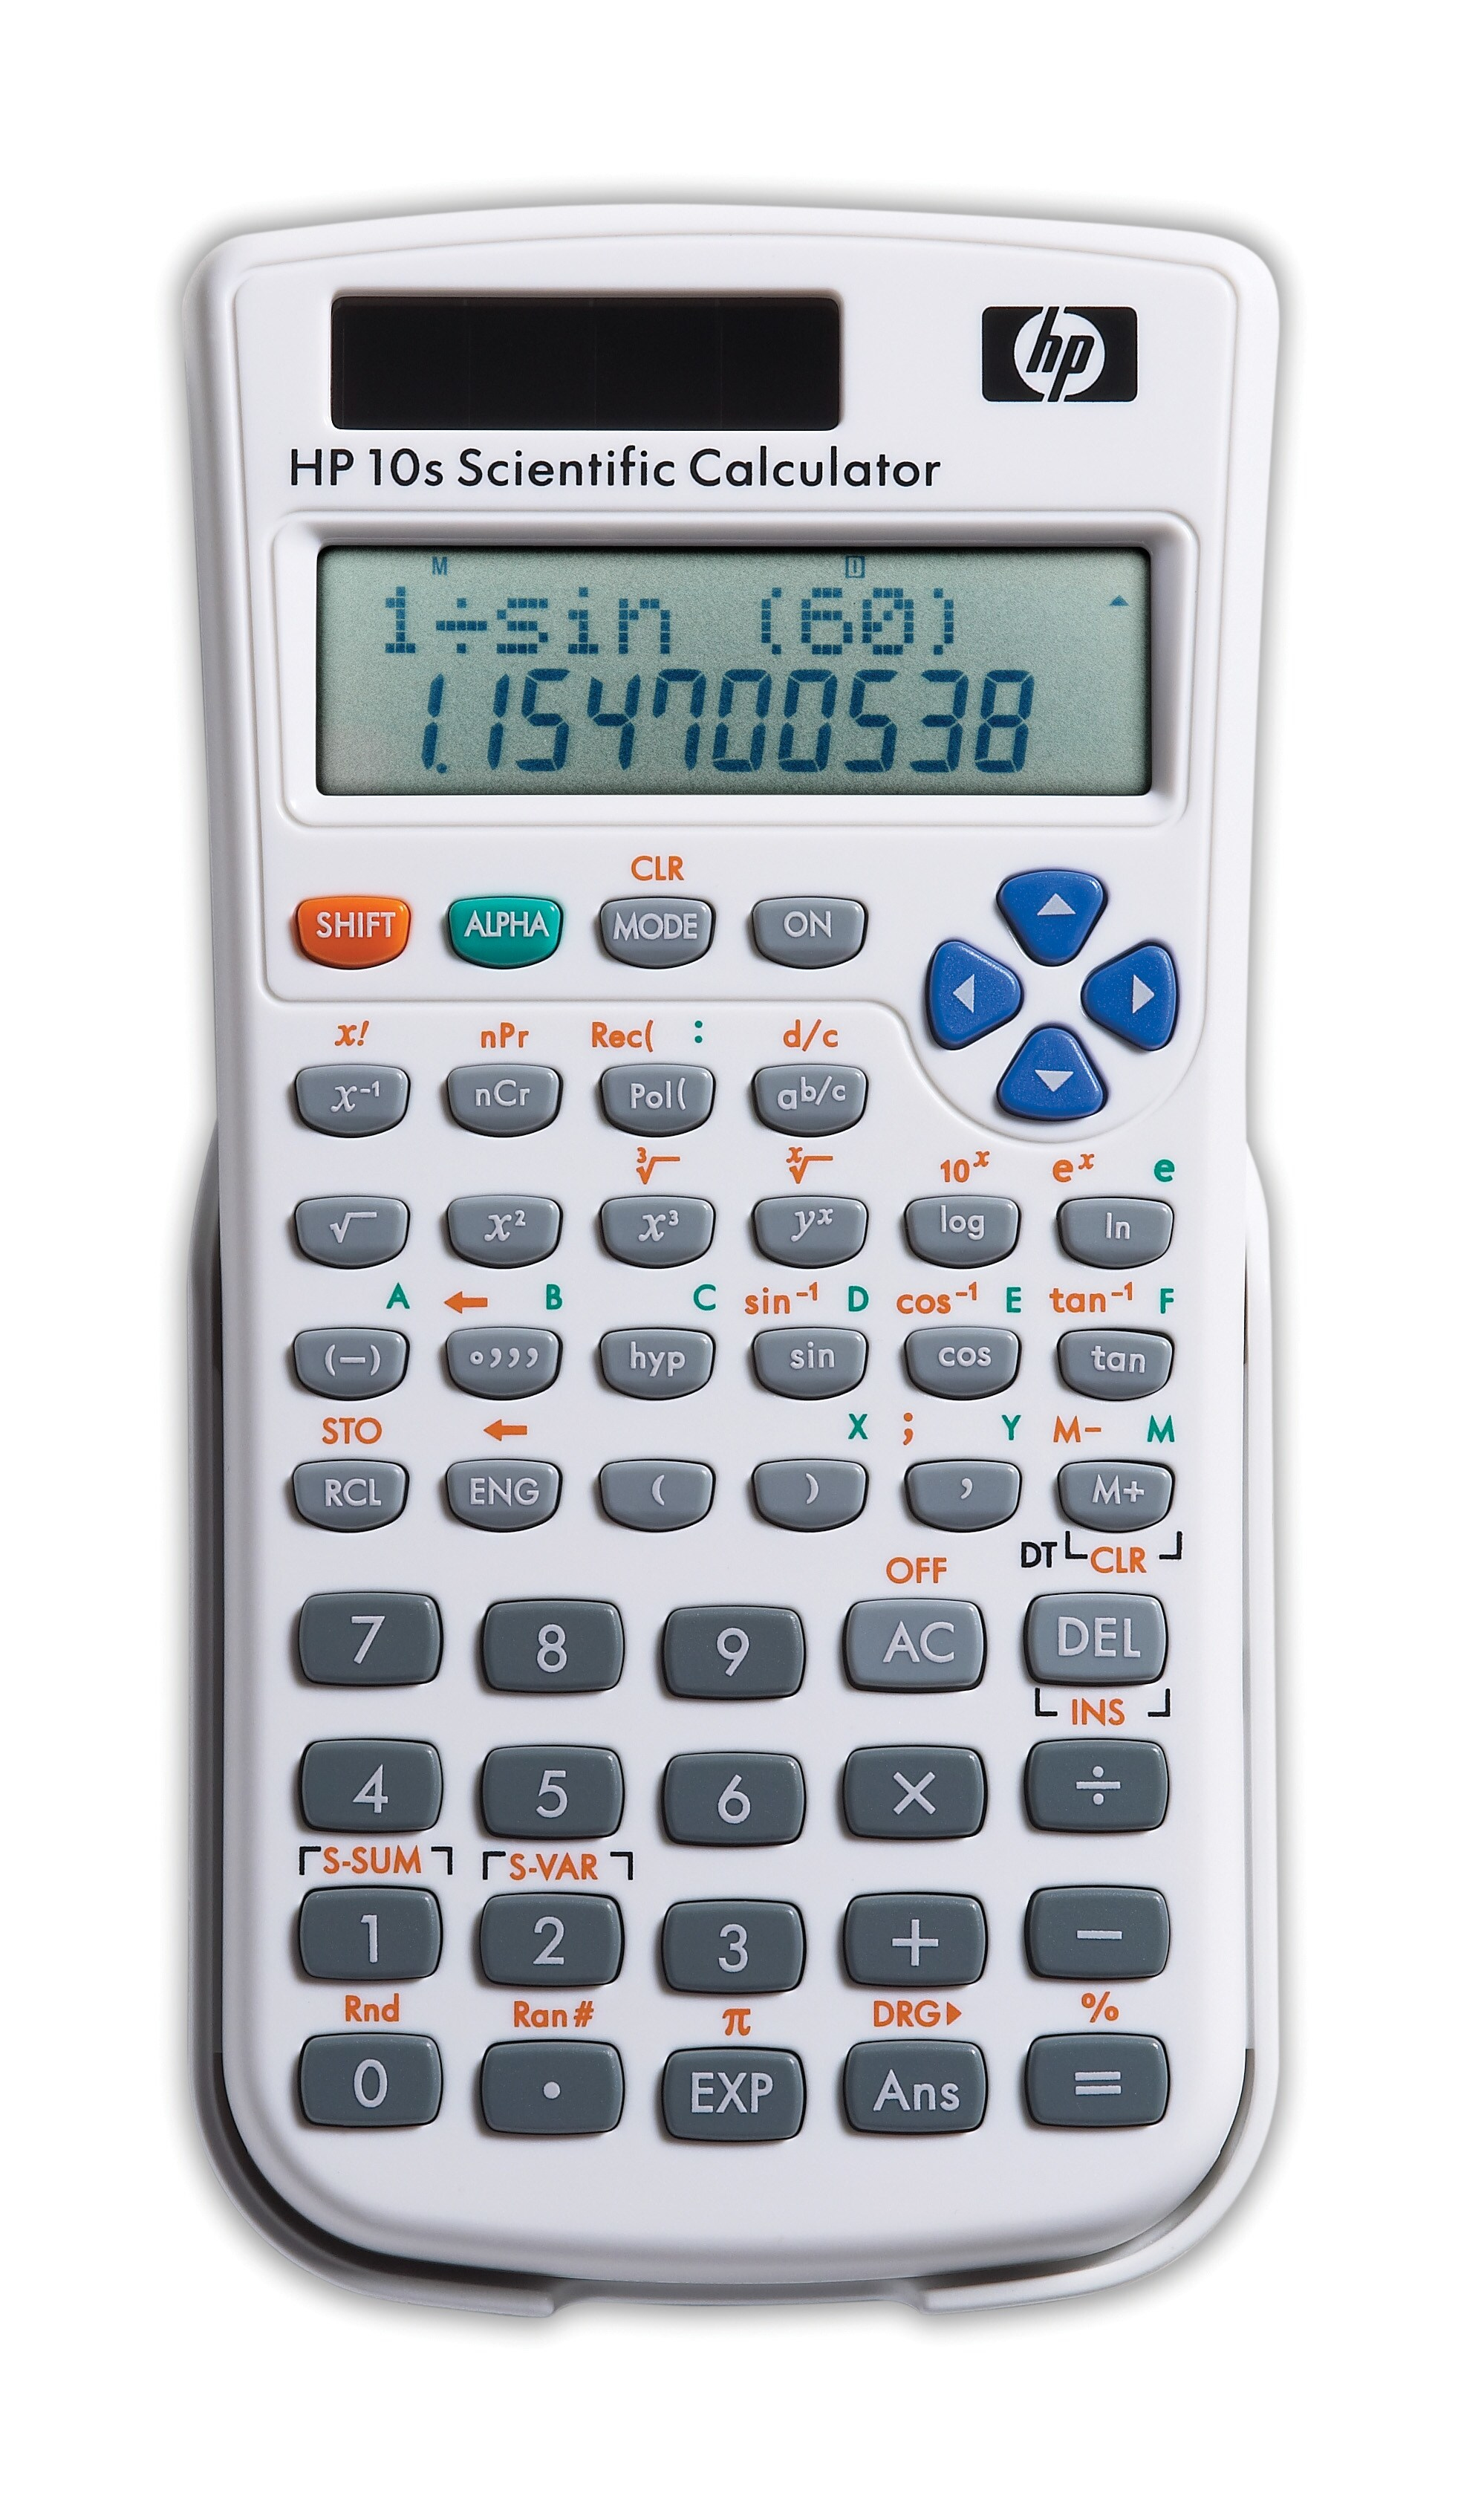 hp
HP 10s Scientific Calculator
M D
1÷sin (60)
1.154700538
CLR
SHIFT ALPHA MODE ON
x! nPr Rec( : d/c
x⁻¹ nCr Pol( ab/c
³√ ˣ√ 10ˣ eˣ e
√ x² x³ yˣ log ln
A ← B C sin⁻¹ D cos⁻¹ E tan⁻¹ F
(−) °,,, hyp sin cos tan
STO ← X ; Y M− M
RCL ENG ( ) , M+
OFF DT CLR
7 8 9 AC DEL
INS
4 5 6 × ÷
S-SUM S-VAR
1 2 3 + −
Rnd Ran# π DRG▶ %
0 . EXP Ans =